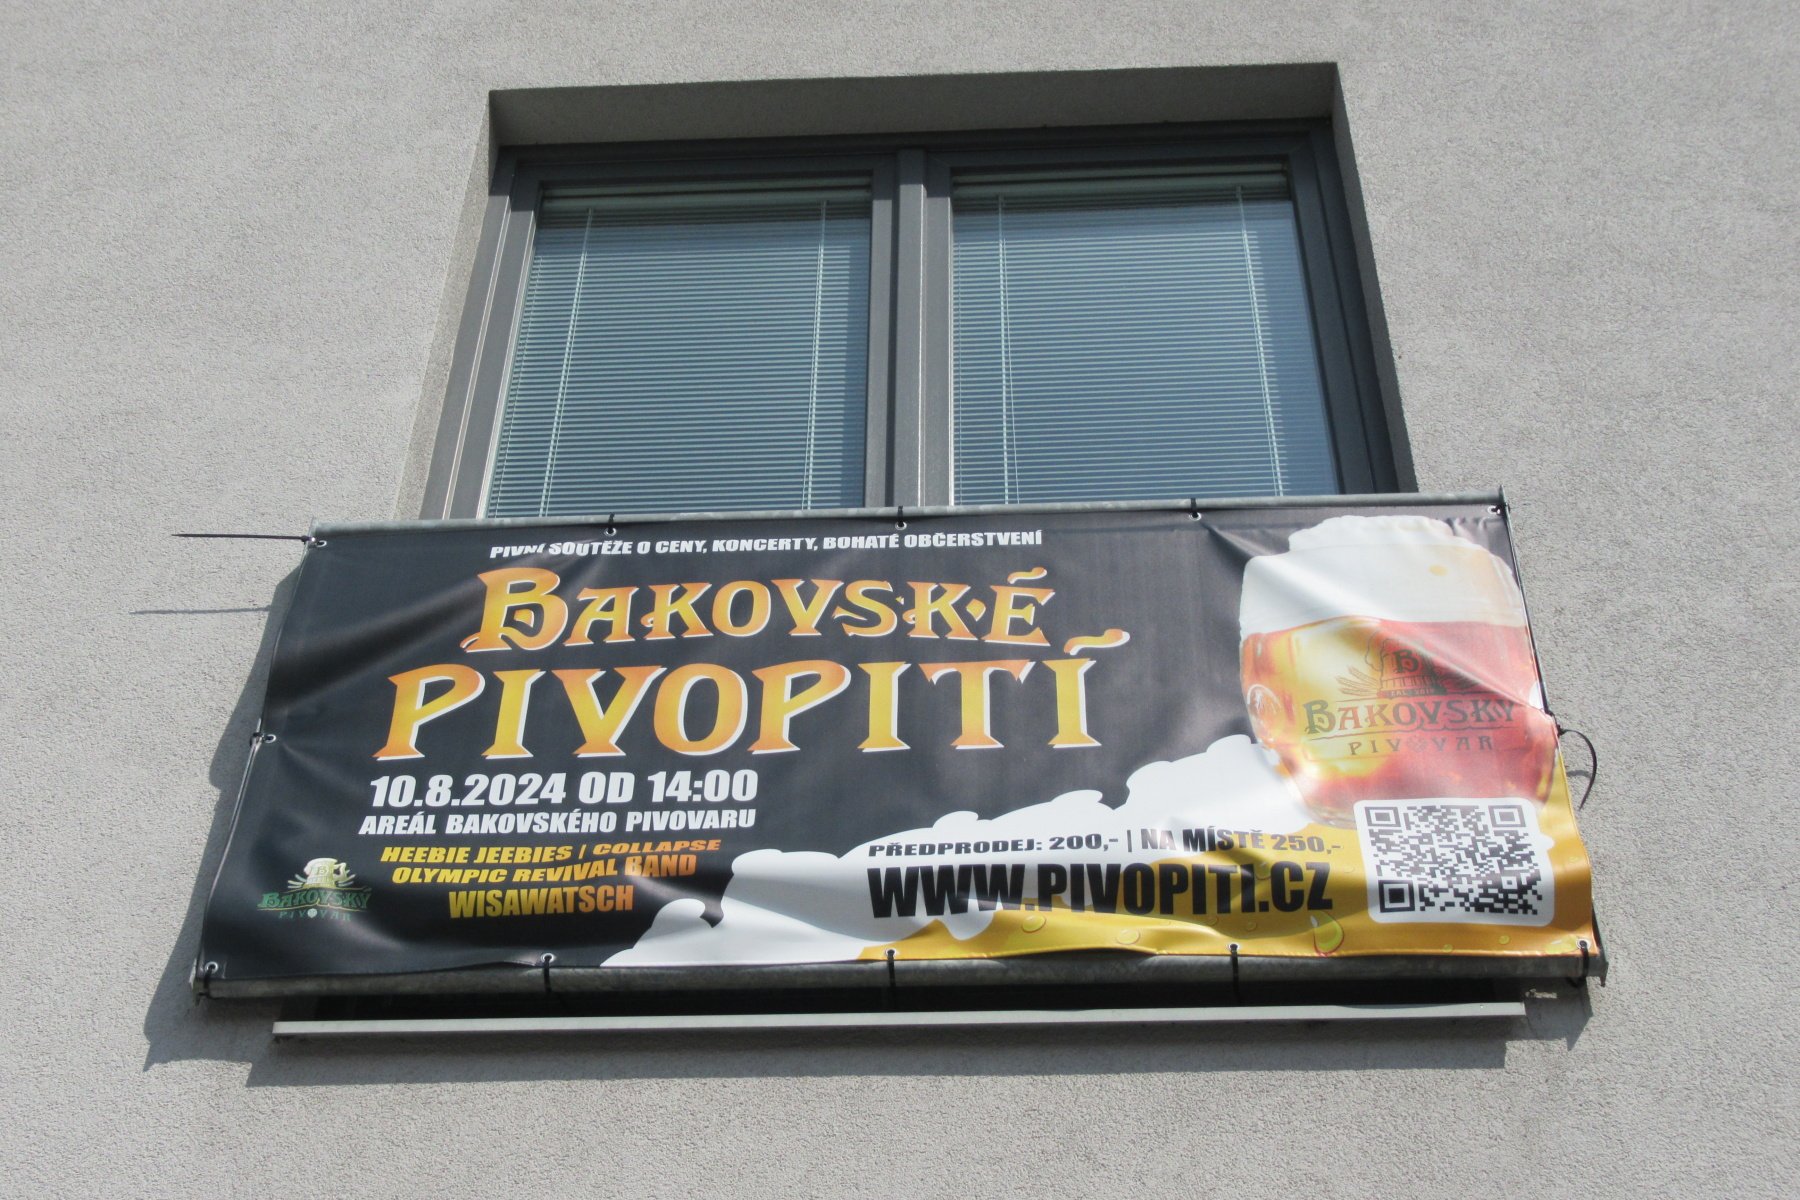 PIVNÍ SOUTĚŽE O CENY, KONCERTY, BOHATÉ OBČERSTVENÍ
BAKOVSKÉ
PIVOPITÍ
10.8.2024 OD 14:00
AREÁL BAKOVSKÉHO PIVOVARU
HEEBIE JEEBIES | COLLAPSE
OLYMPIC REVIVAL BAND
WISAWATSCH
BAKOVSKÝ
PIVOVAR
PŘEDPRODEJ: 200,- | NA MÍSTĚ 250,-
WWW.PIVOPITI.CZ
BAKOVSKÝ
PIVOVAR